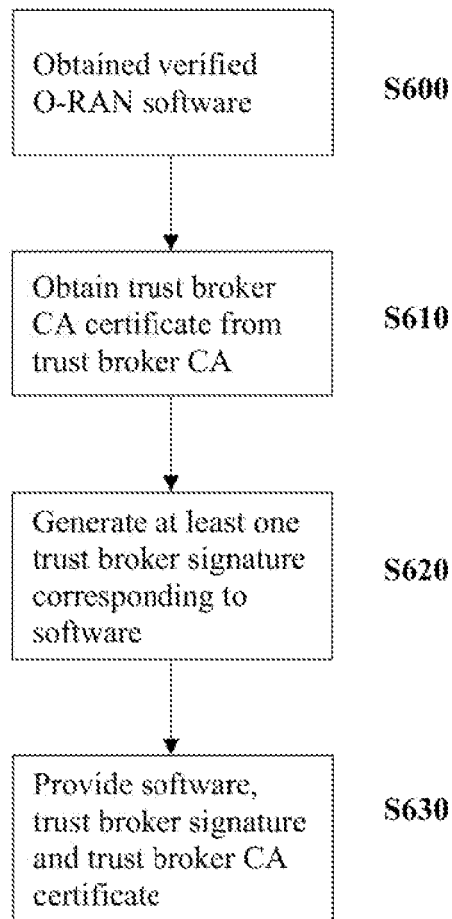 Obtained verified
O-RAN software
S600
Obtain trust broker
CA certificate from
trust broker CA
S610
Generate at least one
trust broker signature
corresponding to
software
S620
Provide software,
trust broker signature
and trust broker CA
certificate
S630